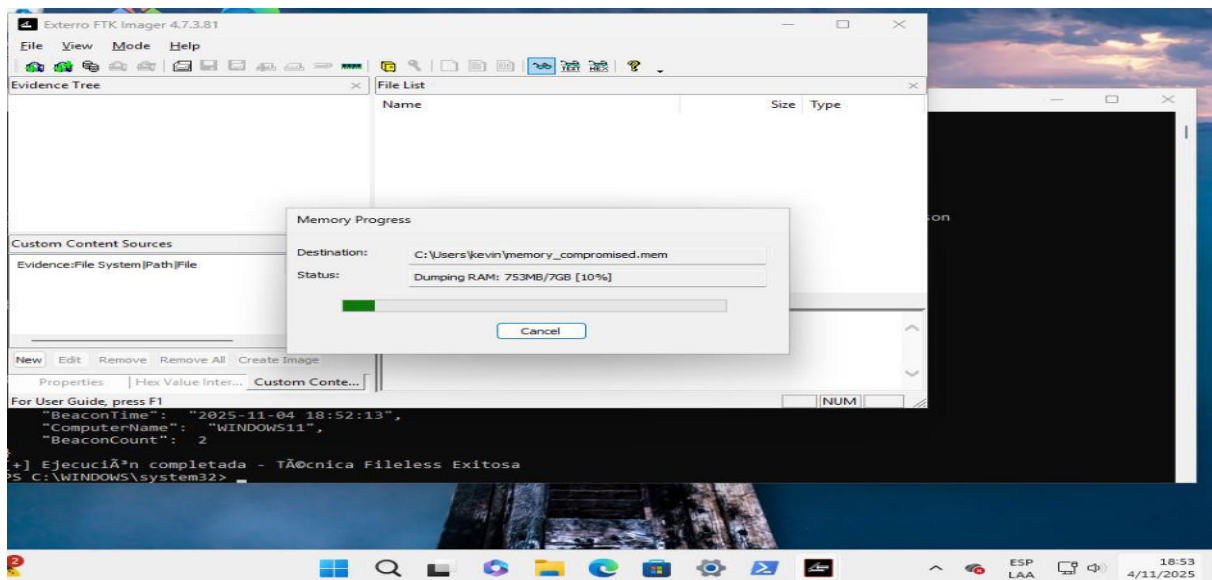 Exterro FTK Imager 4.7.3.81
File View Mode Help
Evidence Tree
File List
Name Size Type
Custom Content Sources
Evidence:File System|Path|File
Memory Progress
Destination: C:\Users\kevin\memory_compromised.mem
Status: Dumping RAM: 753MB/7GB [10%]
Cancel
New Edit Remove Remove All Create Image
Properties Hex Value Inter... Custom Conte...
For User Guide, press F1
NUM
on
"BeaconTime": "2025-11-04 18:52:13",
"ComputerName": "WINDOWS11",
"BeaconCount": 2
}
+] EjecuciÃ³n completada - TÃ©cnica Fileless Exitosa
PS C:\WINDOWS\system32>
2
ESP
LAA
18:53
4/11/2025